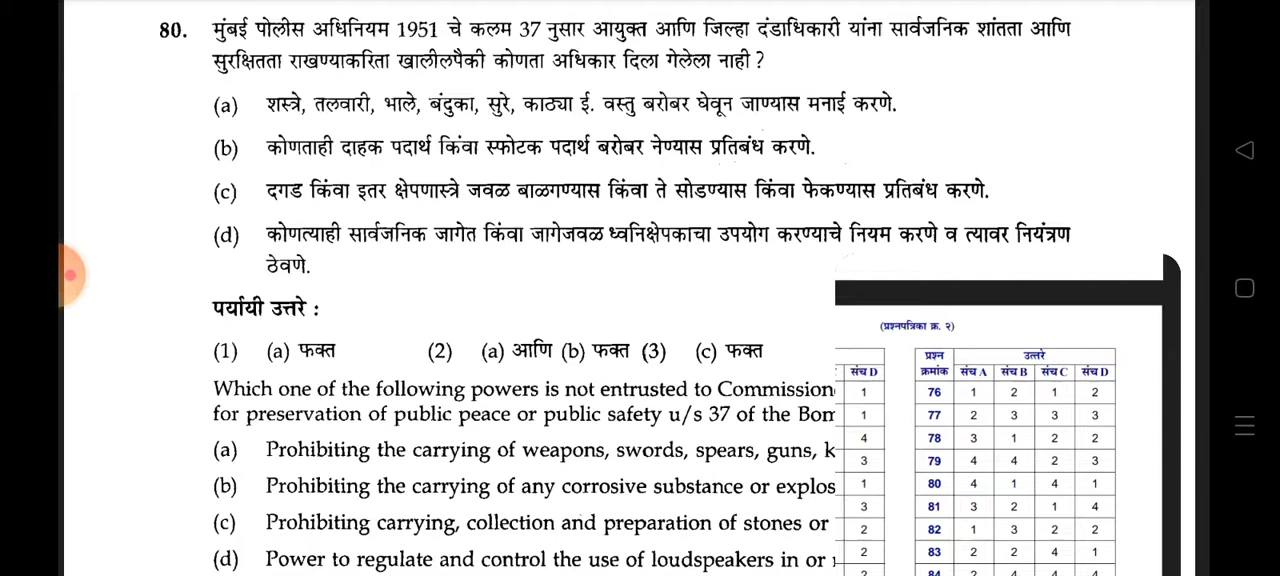 80. मुंबई पोलीस अधिनियम 1951 चे कलम 37 नुसार आयुक्त आणि जिल्हा दंडाधिकारी यांना सार्वजनिक शांतता आणि
सुरक्षितता राखण्याकरिता खालीलपैकी कोणता अधिकार दिला गेलेला नाही ?
(a) शस्त्रे, तलवारी, भाले, बंदुका, सुरे, काठ्या ई. वस्तु बरोबर घेवून जाण्यास मनाई करणे.
(b) कोणताही दाहक पदार्थ किंवा स्फोटक पदार्थ बरोबर नेण्यास प्रतिबंध करणे.
(c) दगड किंवा इतर क्षेपणास्त्रे जवळ बाळगण्यास किंवा ते सोडण्यास किंवा फेकण्यास प्रतिबंध करणे.
(d) कोणत्याही सार्वजनिक जागेत किंवा जागेजवळ ध्वनिक्षेपकाचा उपयोग करण्याचे नियम करणे व त्यावर नियंत्रण
ठेवणे.
पर्यायी उत्तरे :
(1) (a) फक्त (2) (a) आणि (b) फक्त (3) (c) फक्त
Which one of the following powers is not entrusted to Commission
for preservation of public peace or public safety u/s 37 of the Bom
(a) Prohibiting the carrying of weapons, swords, spears, guns, k
(b) Prohibiting the carrying of any corrosive substance or explos
(c) Prohibiting carrying, collection and preparation of stones or
(d) Power to regulate and control the use of loudspeakers in or
(प्रश्नपत्रिका क्र. २)
प्रश्न उत्तरे
संच D क्रमांक संच A संच B संच C संच D
1 76 1 2 1 2
1 77 2 3 3 3
4 78 3 1 2 2
3 79 4 4 2 3
1 80 4 1 4 1
3 81 3 2 1 4
2 82 1 3 2 2
2 83 2 2 4 1
2 84 2 4 4 4